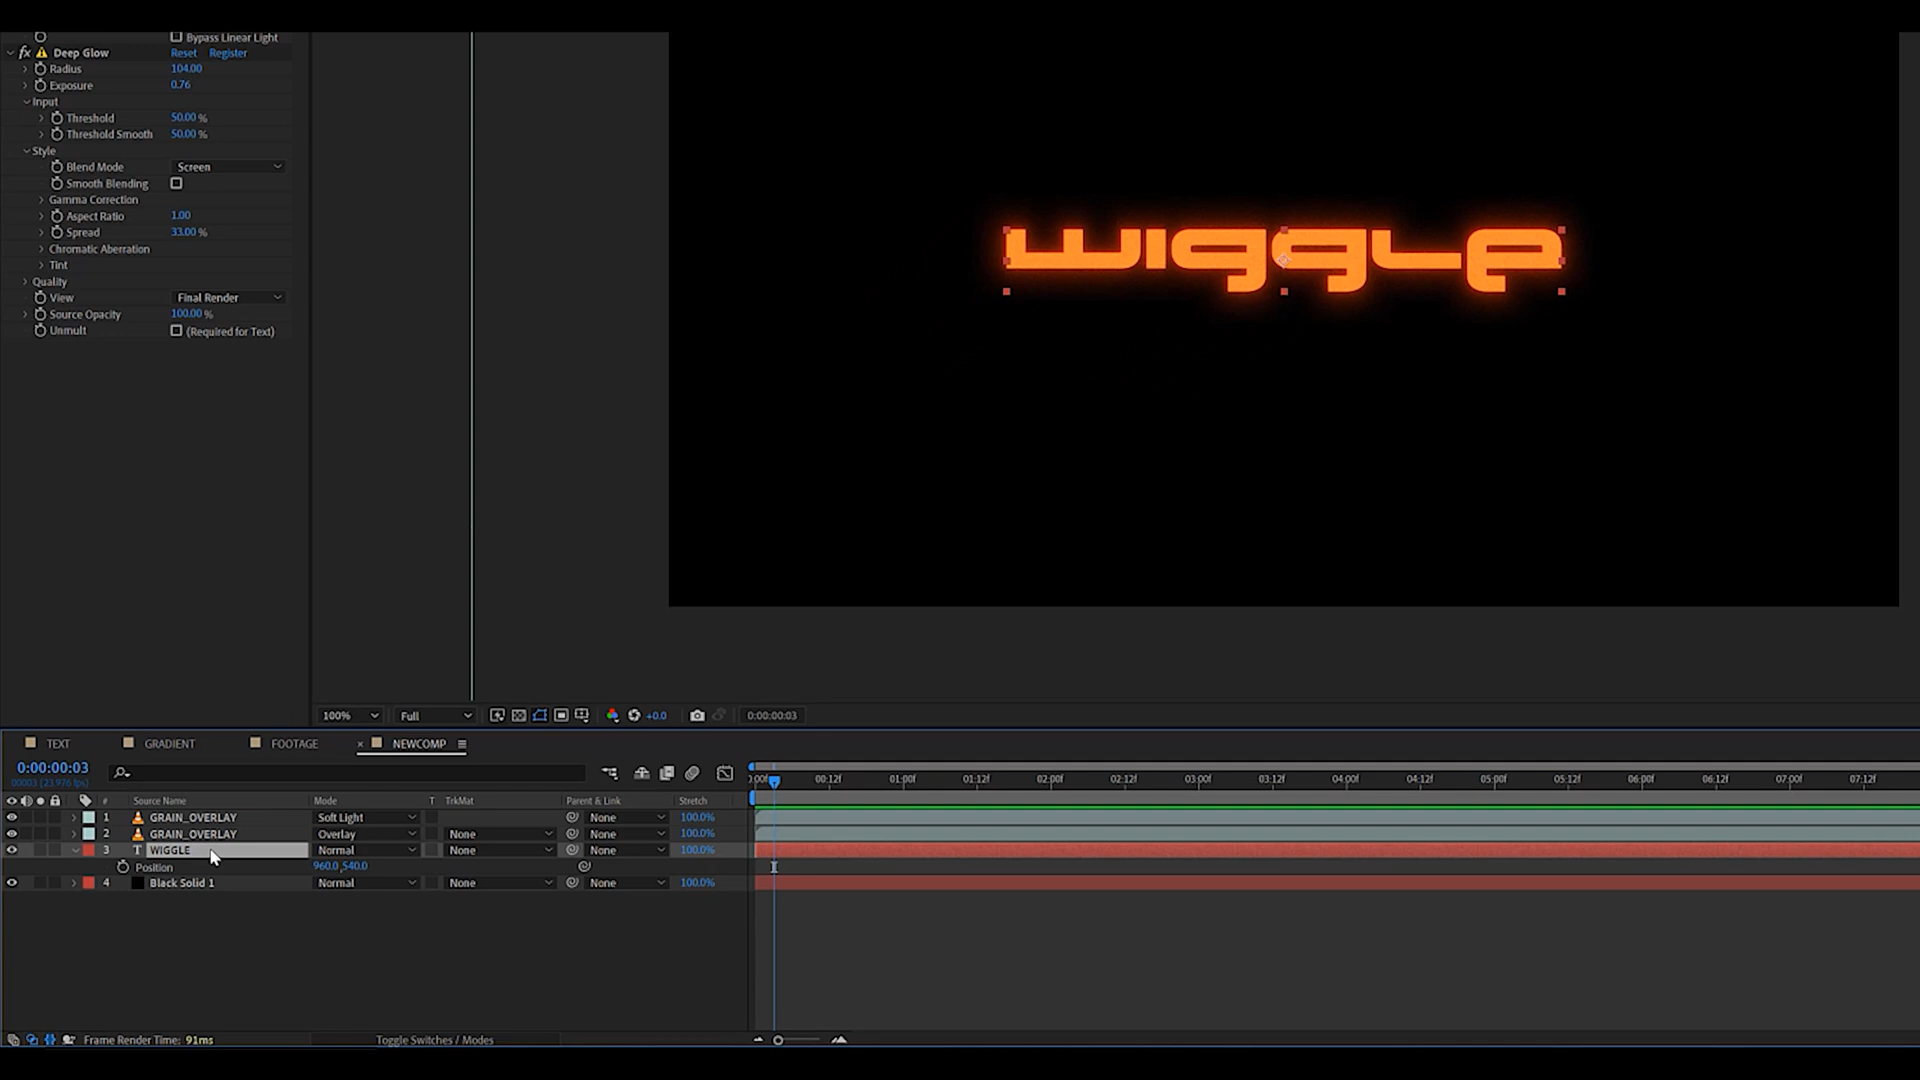 Bypass Linear Light
fx Deep Glow Reset Register
Radius 104.00
Exposure 0.76
Input
Threshold 50.00 %
Threshold Smooth 50.00 %
Style
Blend Mode Screen
Smooth Blending
Gamma Correction
Aspect Ratio 1.00
Spread 33.00 %
Chromatic Aberration
Tint
Quality
View Final Render
Source Opacity 100.00 %
Unmult (Required for Text)
wiggle
100% Full +0.0 0:00:00:03
TEXT GRADIENT FOOTAGE × NEWCOMP
0:00:00:03
00003 (23.976 fps)
0:00f 00:12f 01:00f 01:12f 02:00f 02:12f 03:00f 03:12f 04:00f 04:12f 05:00f 05:12f 06:00f 06:12f 07:00f 07:12f
# Source Name Mode T TrkMat Parent & Link Stretch
1 GRAIN_OVERLAY Soft Light None 100.0%
2 GRAIN_OVERLAY Overlay None None 100.0%
3 T WIGGLE Normal None None 100.0%
Position 960.0,540.0
4 Black Solid 1 Normal None None 100.0%
Frame Render Time: 91ms Toggle Switches / Modes